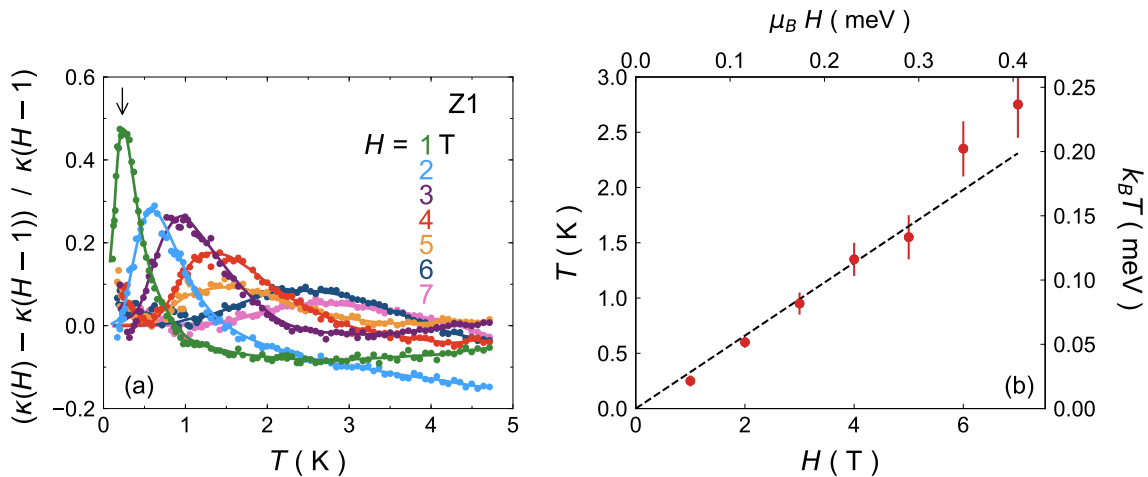 (κ(H) − κ(H − 1)) / κ(H − 1)
0.6
0.4
0.2
0.0
−0.2
Z1
H = 1 T
2
3
4
5
6
7
(a)
0 1 2 3 4 5
T ( K )
μB H ( meV )
0.0 0.1 0.2 0.3 0.4
T ( K )
3.0
2.5
2.0
1.5
1.0
0.5
0.0
0.20
0.15
0.10
0.05
0.00
kBT ( meV )
(b)
0 2 4 6
H ( T )